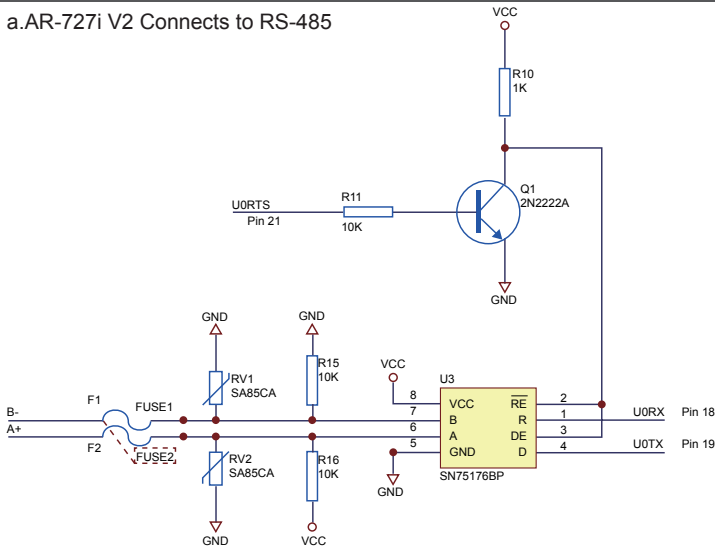 a.AR-727i V2 Connects to RS-485
VCC
R10
1K
Q1
2N2222A
R11
10K
U0RTS
Pin 21
GND
GND
GND
RV1
SA85CA
R15
10K
VCC
U3
F1
FUSE1
B-
A+
F2
FUSE2
8
7
6
5
VCC
B
A
GND
RE
R
DE
D
2
1
3
4
U0RX
Pin 18
U0TX
Pin 19
SN75176BP
RV2
SA85CA
R16
10K
GND
GND
VCC